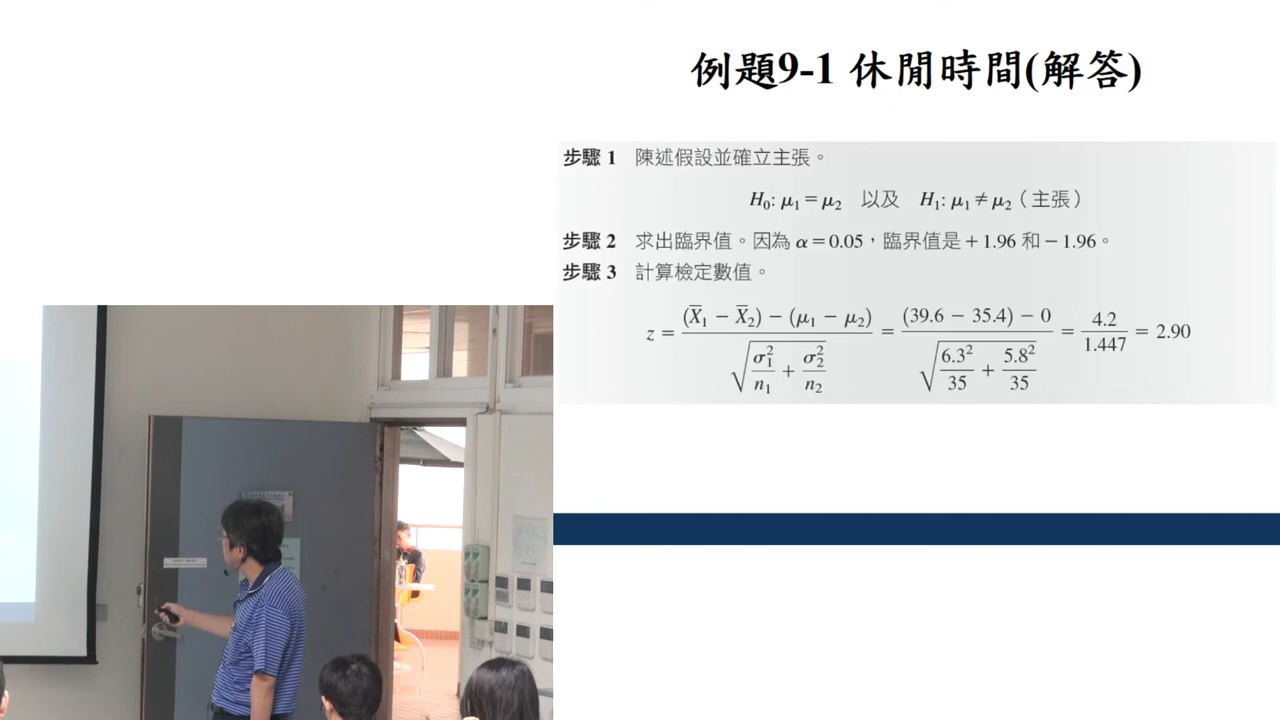 例題9-1 休閒時間(解答)
步驟 1 陳述假設並確立主張。
H₀: μ₁ = μ₂ 以及 H₁: μ₁ ≠ μ₂（主張）
步驟 2 求出臨界值。因為 α = 0.05，臨界值是 + 1.96 和 − 1.96。
步驟 3 計算檢定數值。
z = ((X̄₁ − X̄₂) − (μ₁ − μ₂)) / √(σ₁²/n₁ + σ₂²/n₂) = ((39.6 − 35.4) − 0) / √(6.3²/35 + 5.8²/35) = 4.2/1.447 = 2.90